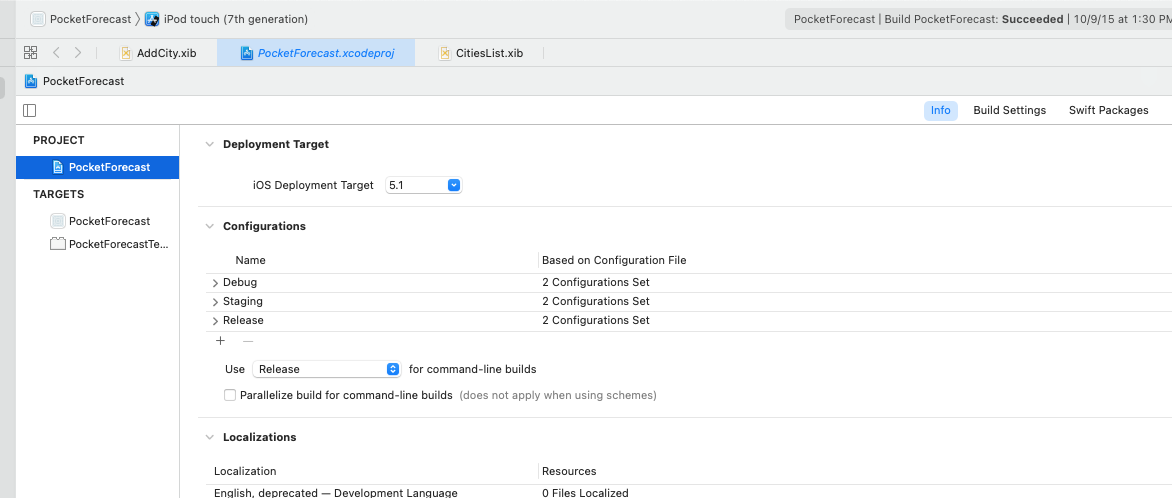 PocketForecast iPod touch (7th generation) PocketForecast | Build PocketForecast: Succeeded | 10/9/15 at 1:30 PM
AddCity.xib PocketForecast.xcodeproj CitiesList.xib
PocketForecast
Info Build Settings Swift Packages
PROJECT
PocketForecast
TARGETS
PocketForecast
PocketForecastTe...
Deployment Target
iOS Deployment Target 5.1
Configurations
Name Based on Configuration File
Debug 2 Configurations Set
Staging 2 Configurations Set
Release 2 Configurations Set
+ —
Use Release for command-line builds
Parallelize build for command-line builds (does not apply when using schemes)
Localizations
Localization Resources
English, deprecated — Development Language 0 Files Localized